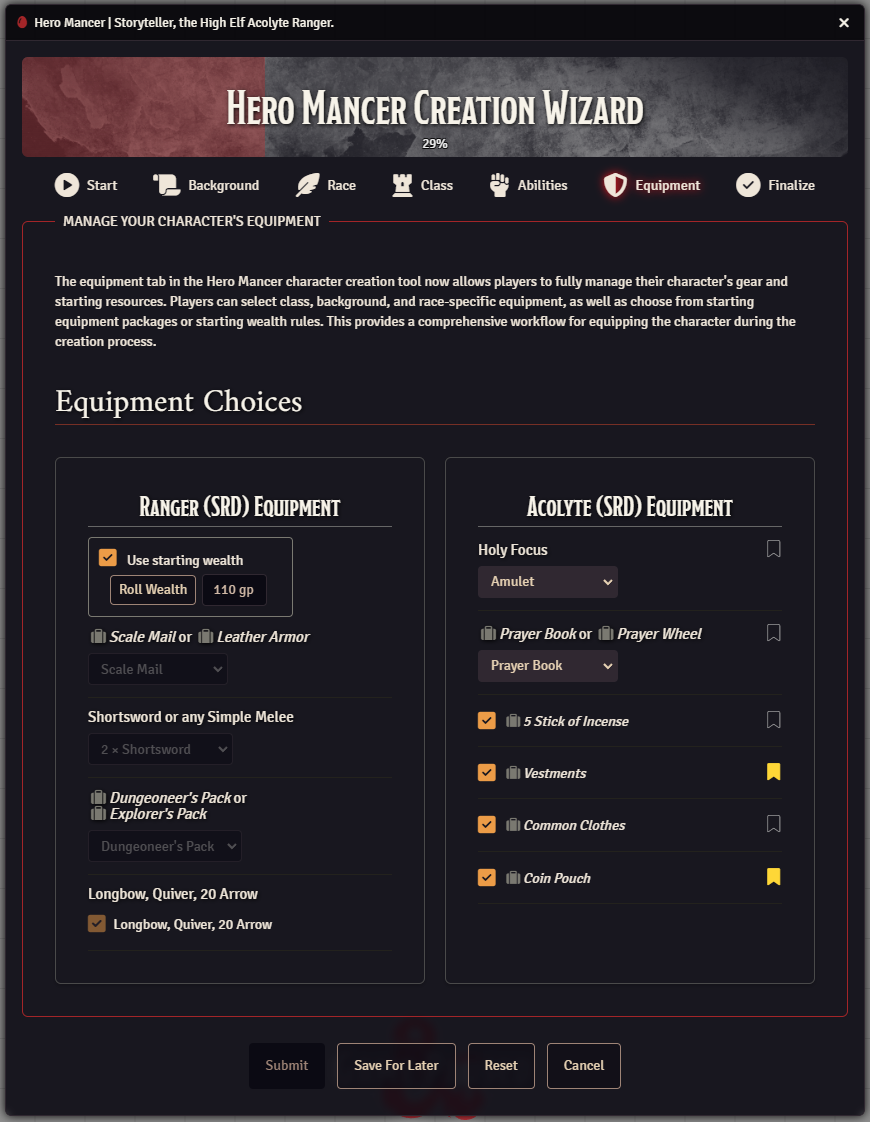 Hero Mancer | Storyteller, the High Elf Acolyte Ranger.
Hero Mancer Creation Wizard
29%
Start
Background
Race
Class
Abilities
Equipment
Finalize
MANAGE YOUR CHARACTER'S EQUIPMENT
The equipment tab in the Hero Mancer character creation tool now allows players to fully manage their character's gear and
starting resources. Players can select class, background, and race-specific equipment, as well as choose from starting
equipment packages or starting wealth rules. This provides a comprehensive workflow for equipping the character during the
creation process.
Equipment Choices
Ranger (SRD) Equipment
Use starting wealth
Roll Wealth
110 gp
Scale Mail or Leather Armor
Scale Mail
Shortsword or any Simple Melee
2 × Shortsword
Dungeoneer's Pack or
Explorer's Pack
Dungeoneer's Pack
Longbow, Quiver, 20 Arrow
Longbow, Quiver, 20 Arrow
Acolyte (SRD) Equipment
Holy Focus
Amulet
Prayer Book or Prayer Wheel
Prayer Book
5 Stick of Incense
Vestments
Common Clothes
Coin Pouch
Submit
Save For Later
Reset
Cancel